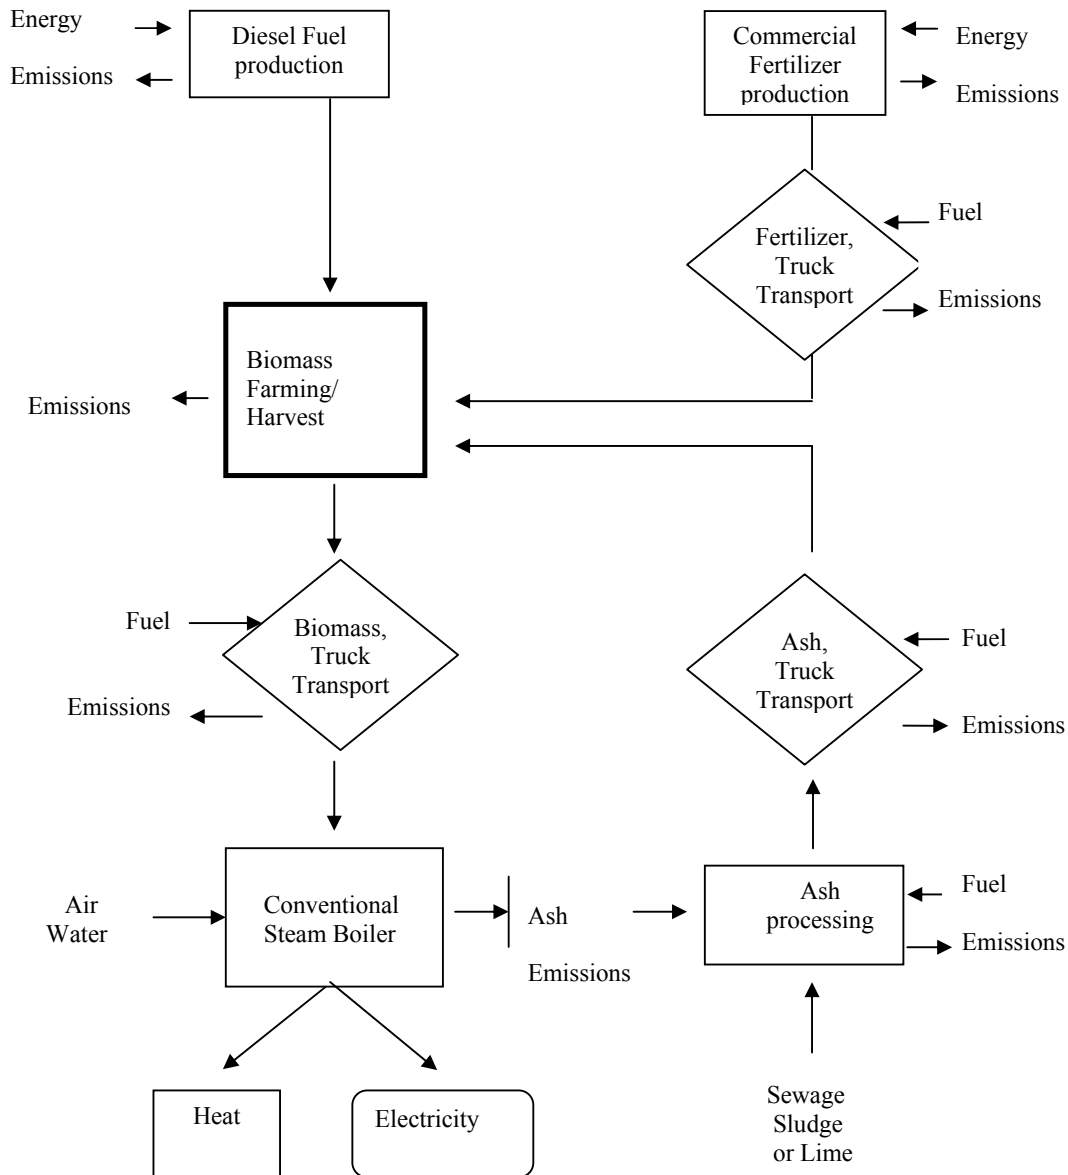 Energy
Emissions
Diesel Fuel
production
Commercial
Fertilizer
production
Energy
Emissions
Fertilizer,
Truck
Transport
Fuel
Emissions
Biomass
Farming/
Harvest
Emissions
Fuel
Emissions
Biomass,
Truck
Transport
Ash,
Truck
Transport
Fuel
Emissions
Air
Water
Conventional
Steam Boiler
Ash
Emissions
Ash
processing
Fuel
Emissions
Heat
Electricity
Sewage
Sludge
or Lime